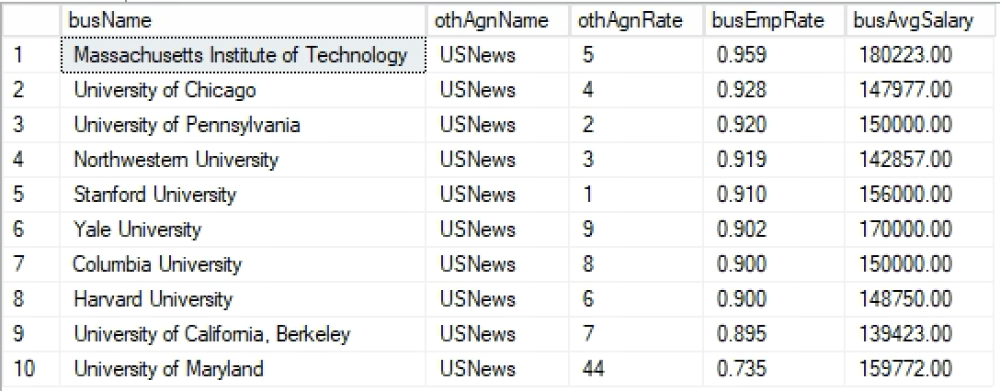 busName othAgnName othAgnRate busEmpRate busAvgSalary
1 Massachusetts Institute of Technology USNews 5 0.959 180223.00
2 University of Chicago USNews 4 0.928 147977.00
3 University of Pennsylvania USNews 2 0.920 150000.00
4 Northwestern University USNews 3 0.919 142857.00
5 Stanford University USNews 1 0.910 156000.00
6 Yale University USNews 9 0.902 170000.00
7 Columbia University USNews 8 0.900 150000.00
8 Harvard University USNews 6 0.900 148750.00
9 University of California, Berkeley USNews 7 0.895 139423.00
10 University of Maryland USNews 44 0.735 159772.00